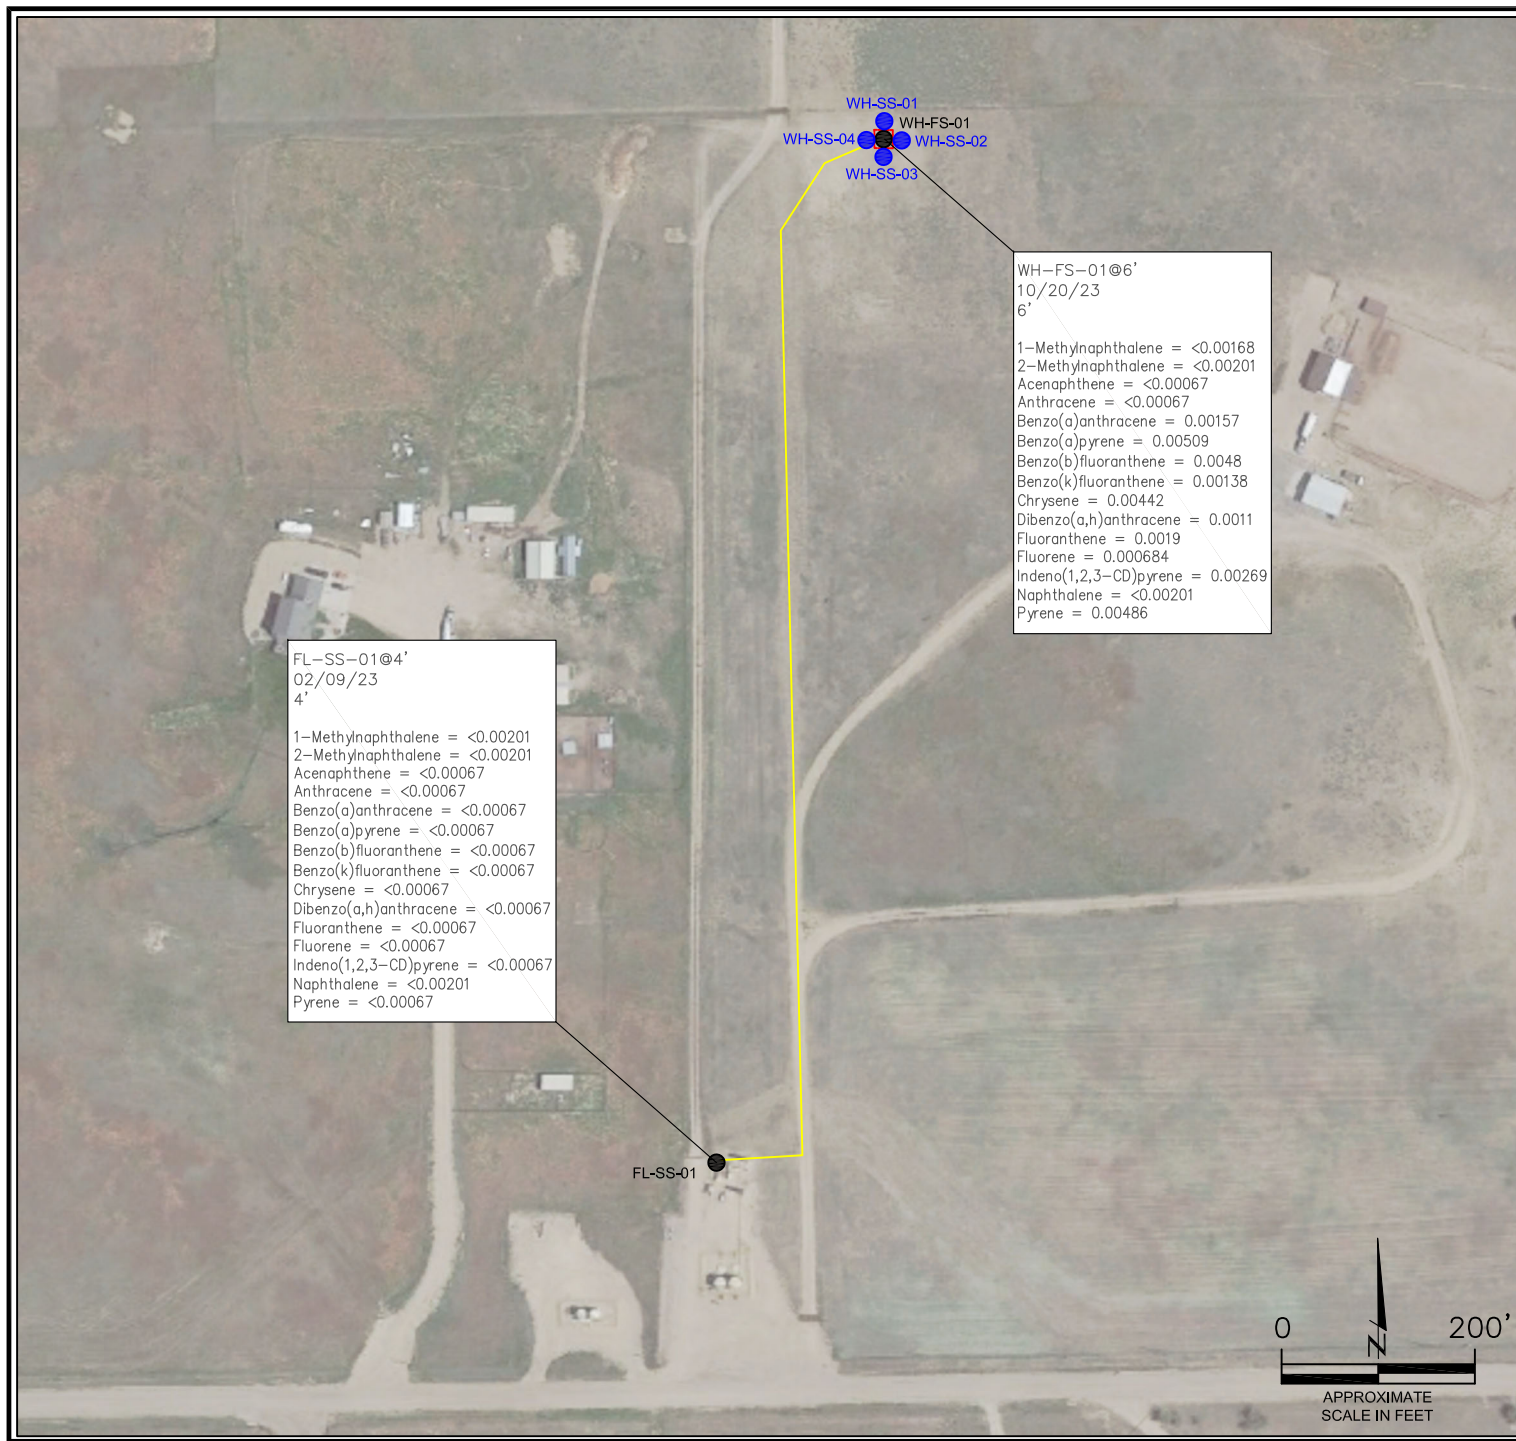 WH-SS-01
WH-FS-01
WH-SS-04
WH-SS-02
WH-SS-03
WH-FS-01@6'
10/20/23
6'
1-Methylnaphthalene = <0.00168
2-Methylnaphthalene = <0.00201
Acenaphthene = <0.00067
Anthracene = <0.00067
Benzo(a)anthracene = 0.00157
Benzo(a)pyrene = 0.00509
Benzo(b)fluoranthene = 0.0048
Benzo(k)fluoranthene = 0.00138
Chrysene = 0.00442
Dibenzo(a,h)anthracene = 0.0011
Fluoranthene = 0.0019
Fluorene = 0.000684
Indeno(1,2,3-CD)pyrene = 0.00269
Naphthalene = <0.00201
Pyrene = 0.00486
FL-SS-01@4'
02/09/23
4'
1-Methylnaphthalene = <0.00201
2-Methylnaphthalene = <0.00201
Acenaphthene = <0.00067
Anthracene = <0.00067
Benzo(a)anthracene = <0.00067
Benzo(a)pyrene = <0.00067
Benzo(b)fluoranthene = <0.00067
Benzo(k)fluoranthene = <0.00067
Chrysene = <0.00067
Dibenzo(a,h)anthracene = <0.00067
Fluoranthene = <0.00067
Fluorene = <0.00067
Indeno(1,2,3-CD)pyrene = <0.00067
Naphthalene = <0.00201
Pyrene = <0.00067
FL-SS-01
0 200'
N
APPROXIMATE
SCALE IN FEET